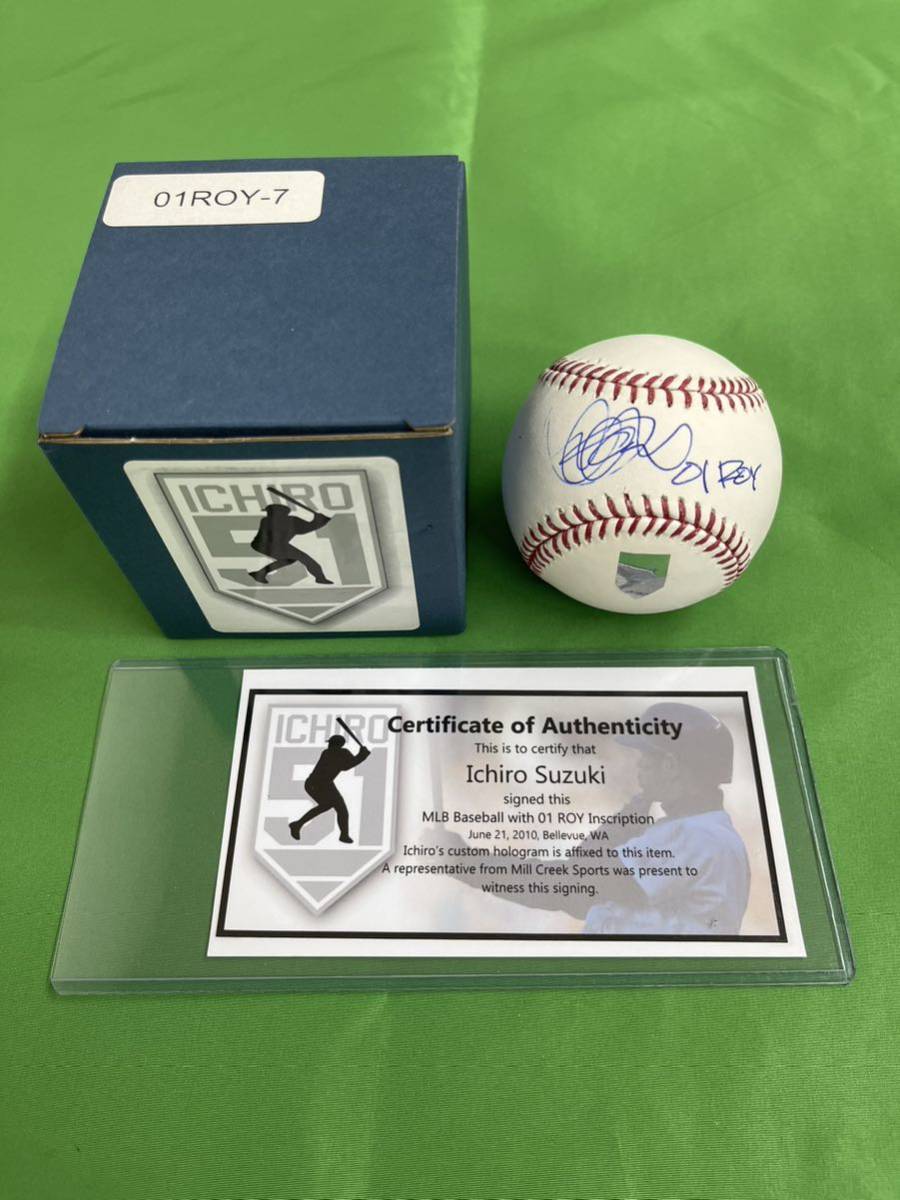 01ROY-7
ICHIRO
51
01 ROY
ICHIRO
51
Certificate of Authenticity
This is to certify that
Ichiro Suzuki
signed this
MLB Baseball with 01 ROY Inscription
June 21, 2010, Bellevue, WA
Ichiro's custom hologram is affixed to this item.
A representative from Mill Creek Sports was present to
witness this signing.